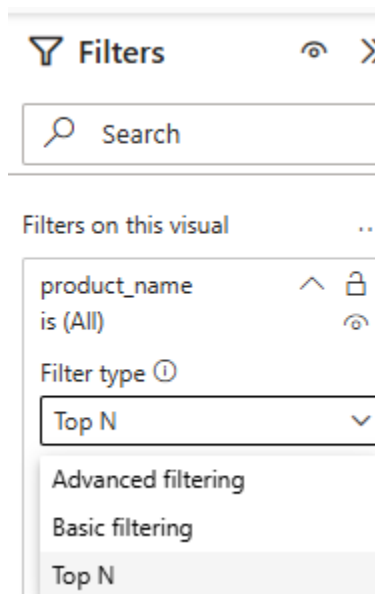 Filters
Search
Filters on this visual
product_name
is (All)
Filter type
Top N
Advanced filtering
Basic filtering
Top N